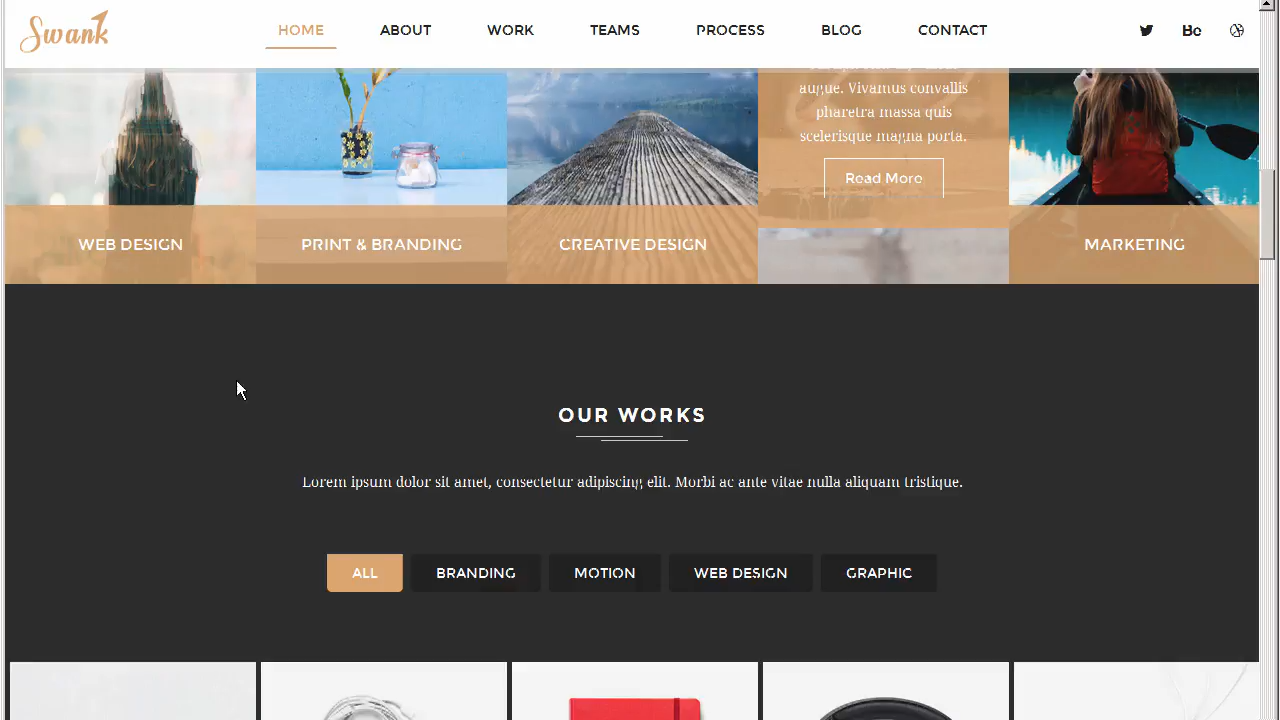 Swank
HOME ABOUT WORK TEAMS PROCESS BLOG CONTACT
augue. Vivamus convallis
pharetra massa quis
scelerisque magna porta.
Read More
WEB DESIGN
PRINT & BRANDING
CREATIVE DESIGN
MARKETING
OUR WORKS
Lorem ipsum dolor sit amet, consectetur adipiscing elit. Morbi ac ante vitae nulla aliquam tristique.
ALL BRANDING MOTION WEB DESIGN GRAPHIC